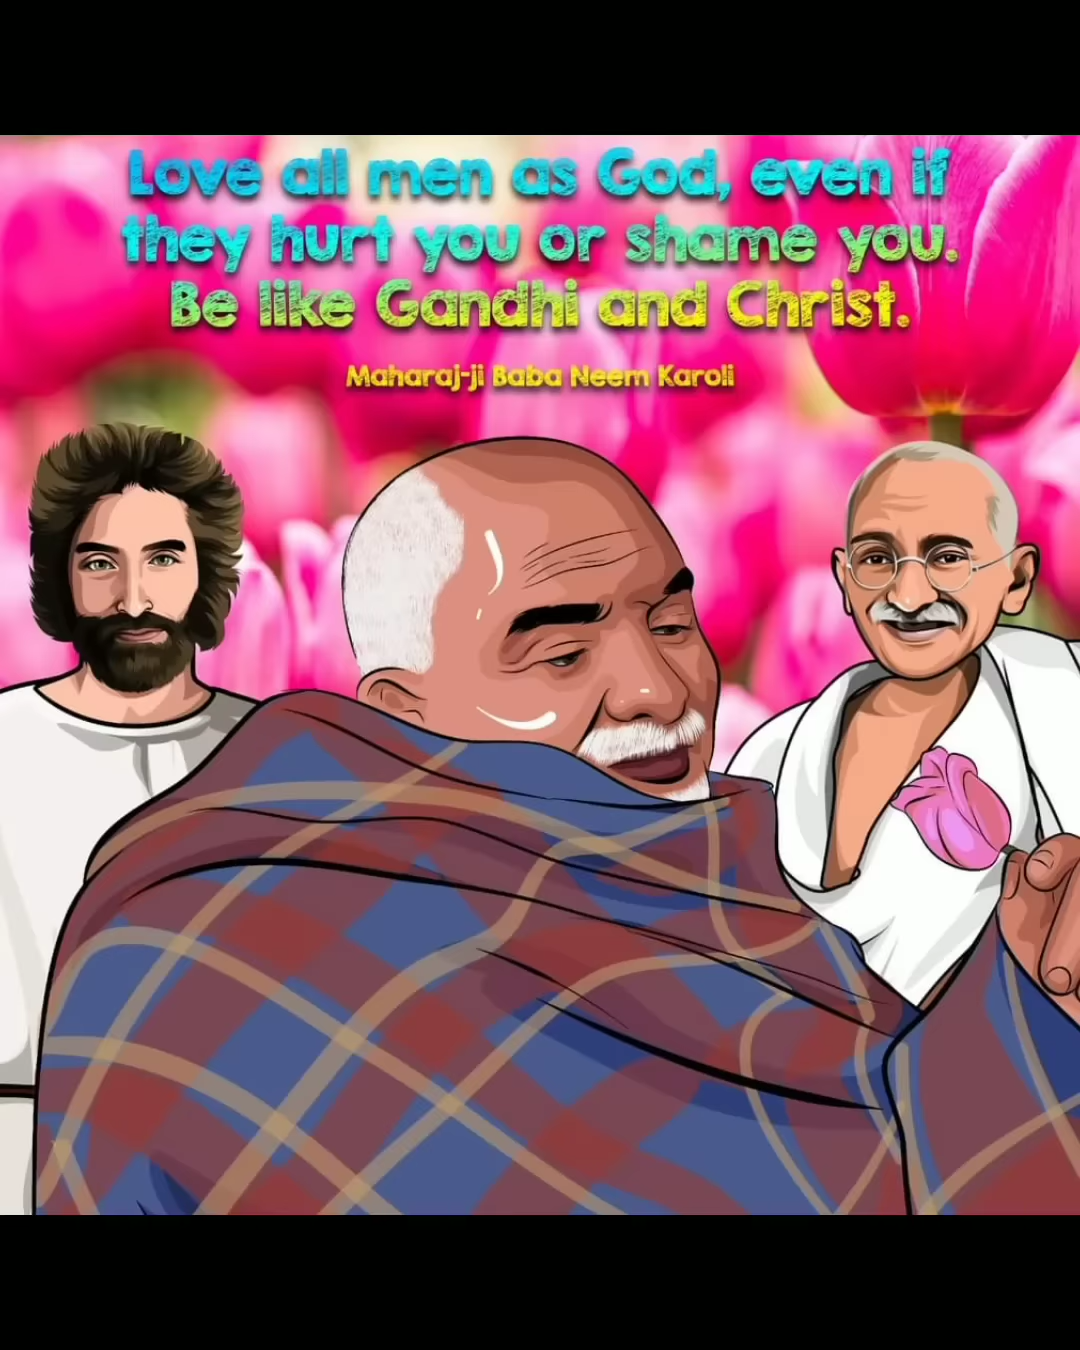 Love all men as God, even if
they hurt you or shame you.
Be like Gandhi and Christ.
Maharaj-ji Baba Neem Karoli